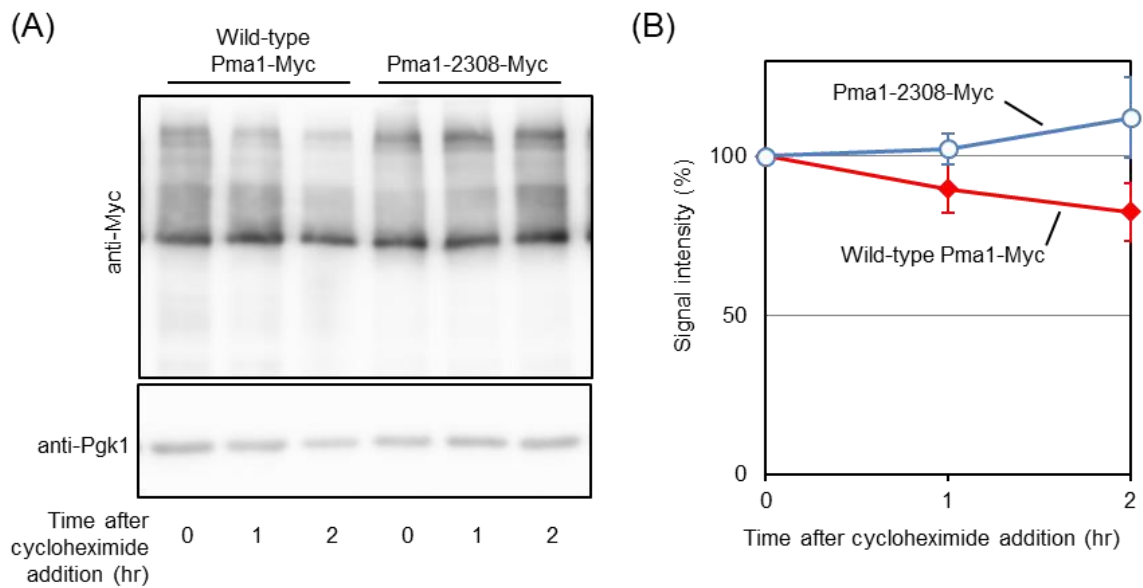 (A)
Wild-type
Pma1-Myc
Pma1-2308-Myc
anti-Myc
anti-Pgk1
Time after
cycloheximide
addition (hr)
0 1 2 0 1 2
(B)
Signal intensity (%)
100
50
0
Pma1-2308-Myc
Wild-type Pma1-Myc
0 1 2
Time after cycloheximide addition (hr)